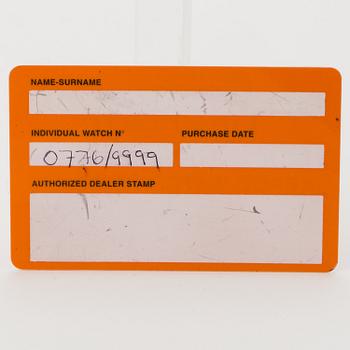 NAME-SURNAME
INDIVIDUAL WATCH N° PURCHASE DATE
0776/9999
AUTHORIZED DEALER STAMP